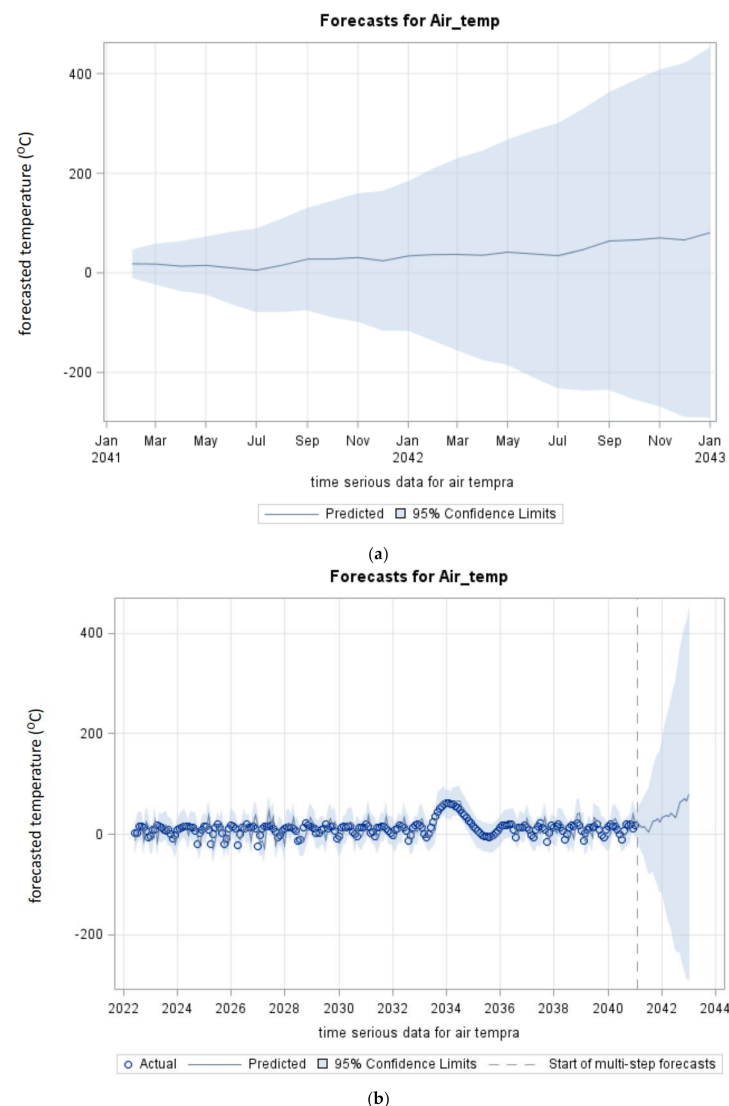 Forecasts for Air_temp
forecasted temperature (⁰C)
400
200
0
-200
Jan Mar May Jul Sep Nov Jan Mar May Jul Sep Nov Jan
2041 2042 2043
time serious data for air tempra
Predicted 95% Confidence Limits
(a)
Forecasts for Air_temp
forecasted temperature (⁰C)
400
200
0
-200
2022 2024 2026 2028 2030 2032 2034 2036 2038 2040 2042 2044
time serious data for air tempra
Actual Predicted 95% Confidence Limits Start of multi-step forecasts
(b)